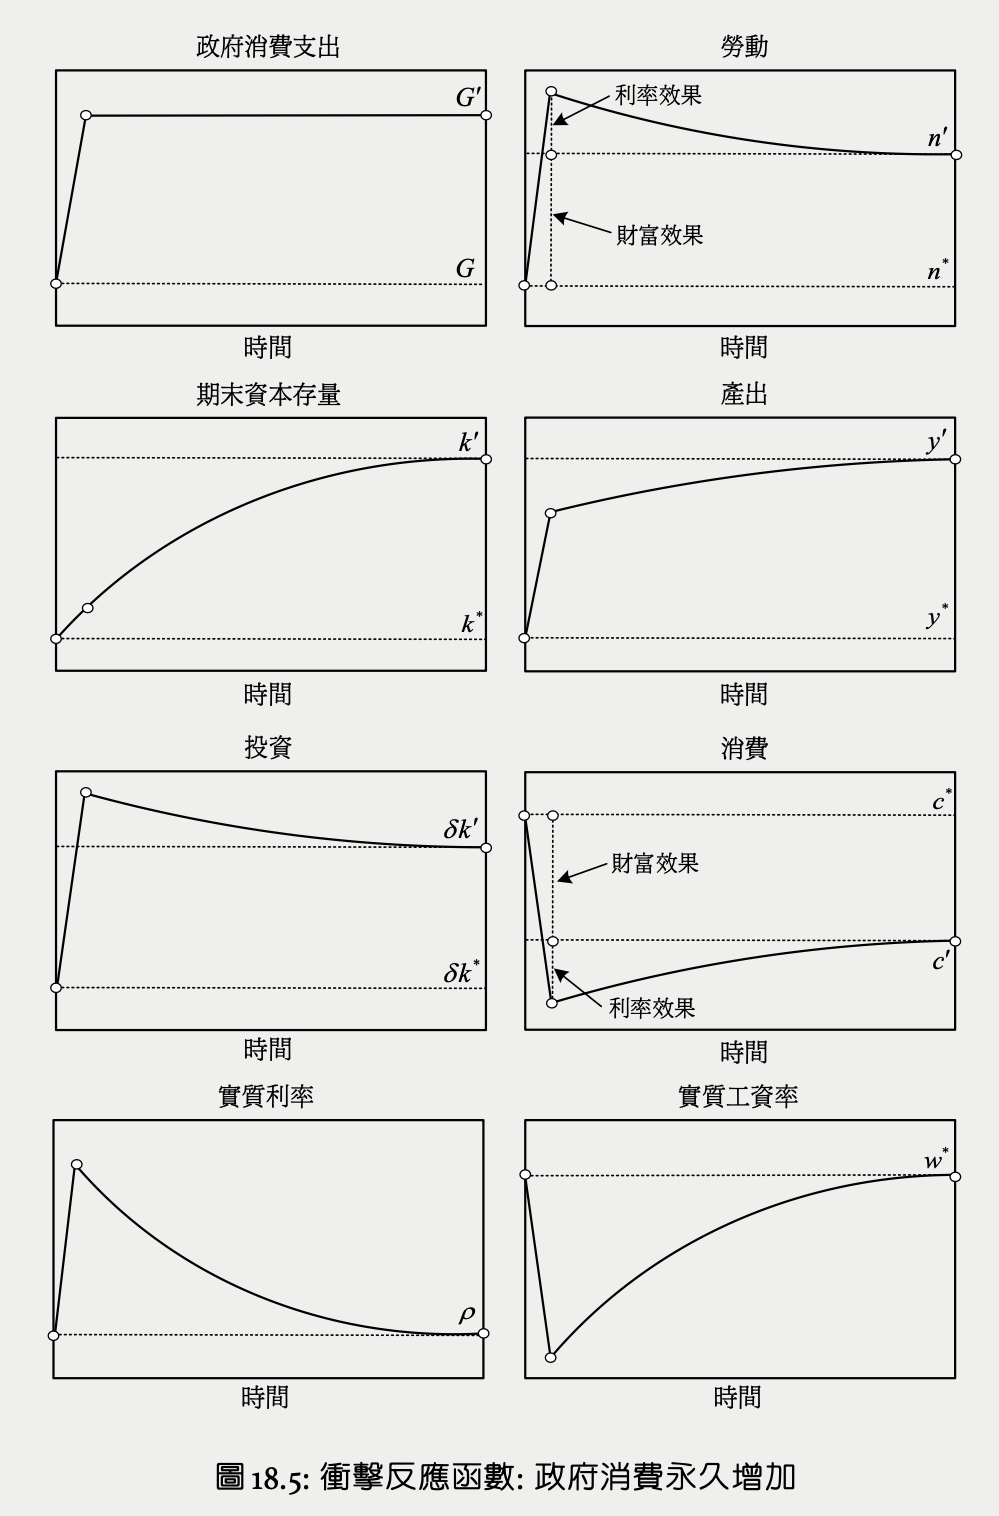 政府消費支出
G′
G
時間
勞動
利率效果
n′
財富效果
n*
時間
期末資本存量
k′
k*
時間
產出
y′
y*
時間
投資
δk′
δk*
時間
消費
c*
財富效果
c′
利率效果
時間
實質利率
ρ
時間
實質工資率
w*
時間
圖 18.5: 衝擊反應函數: 政府消費永久增加